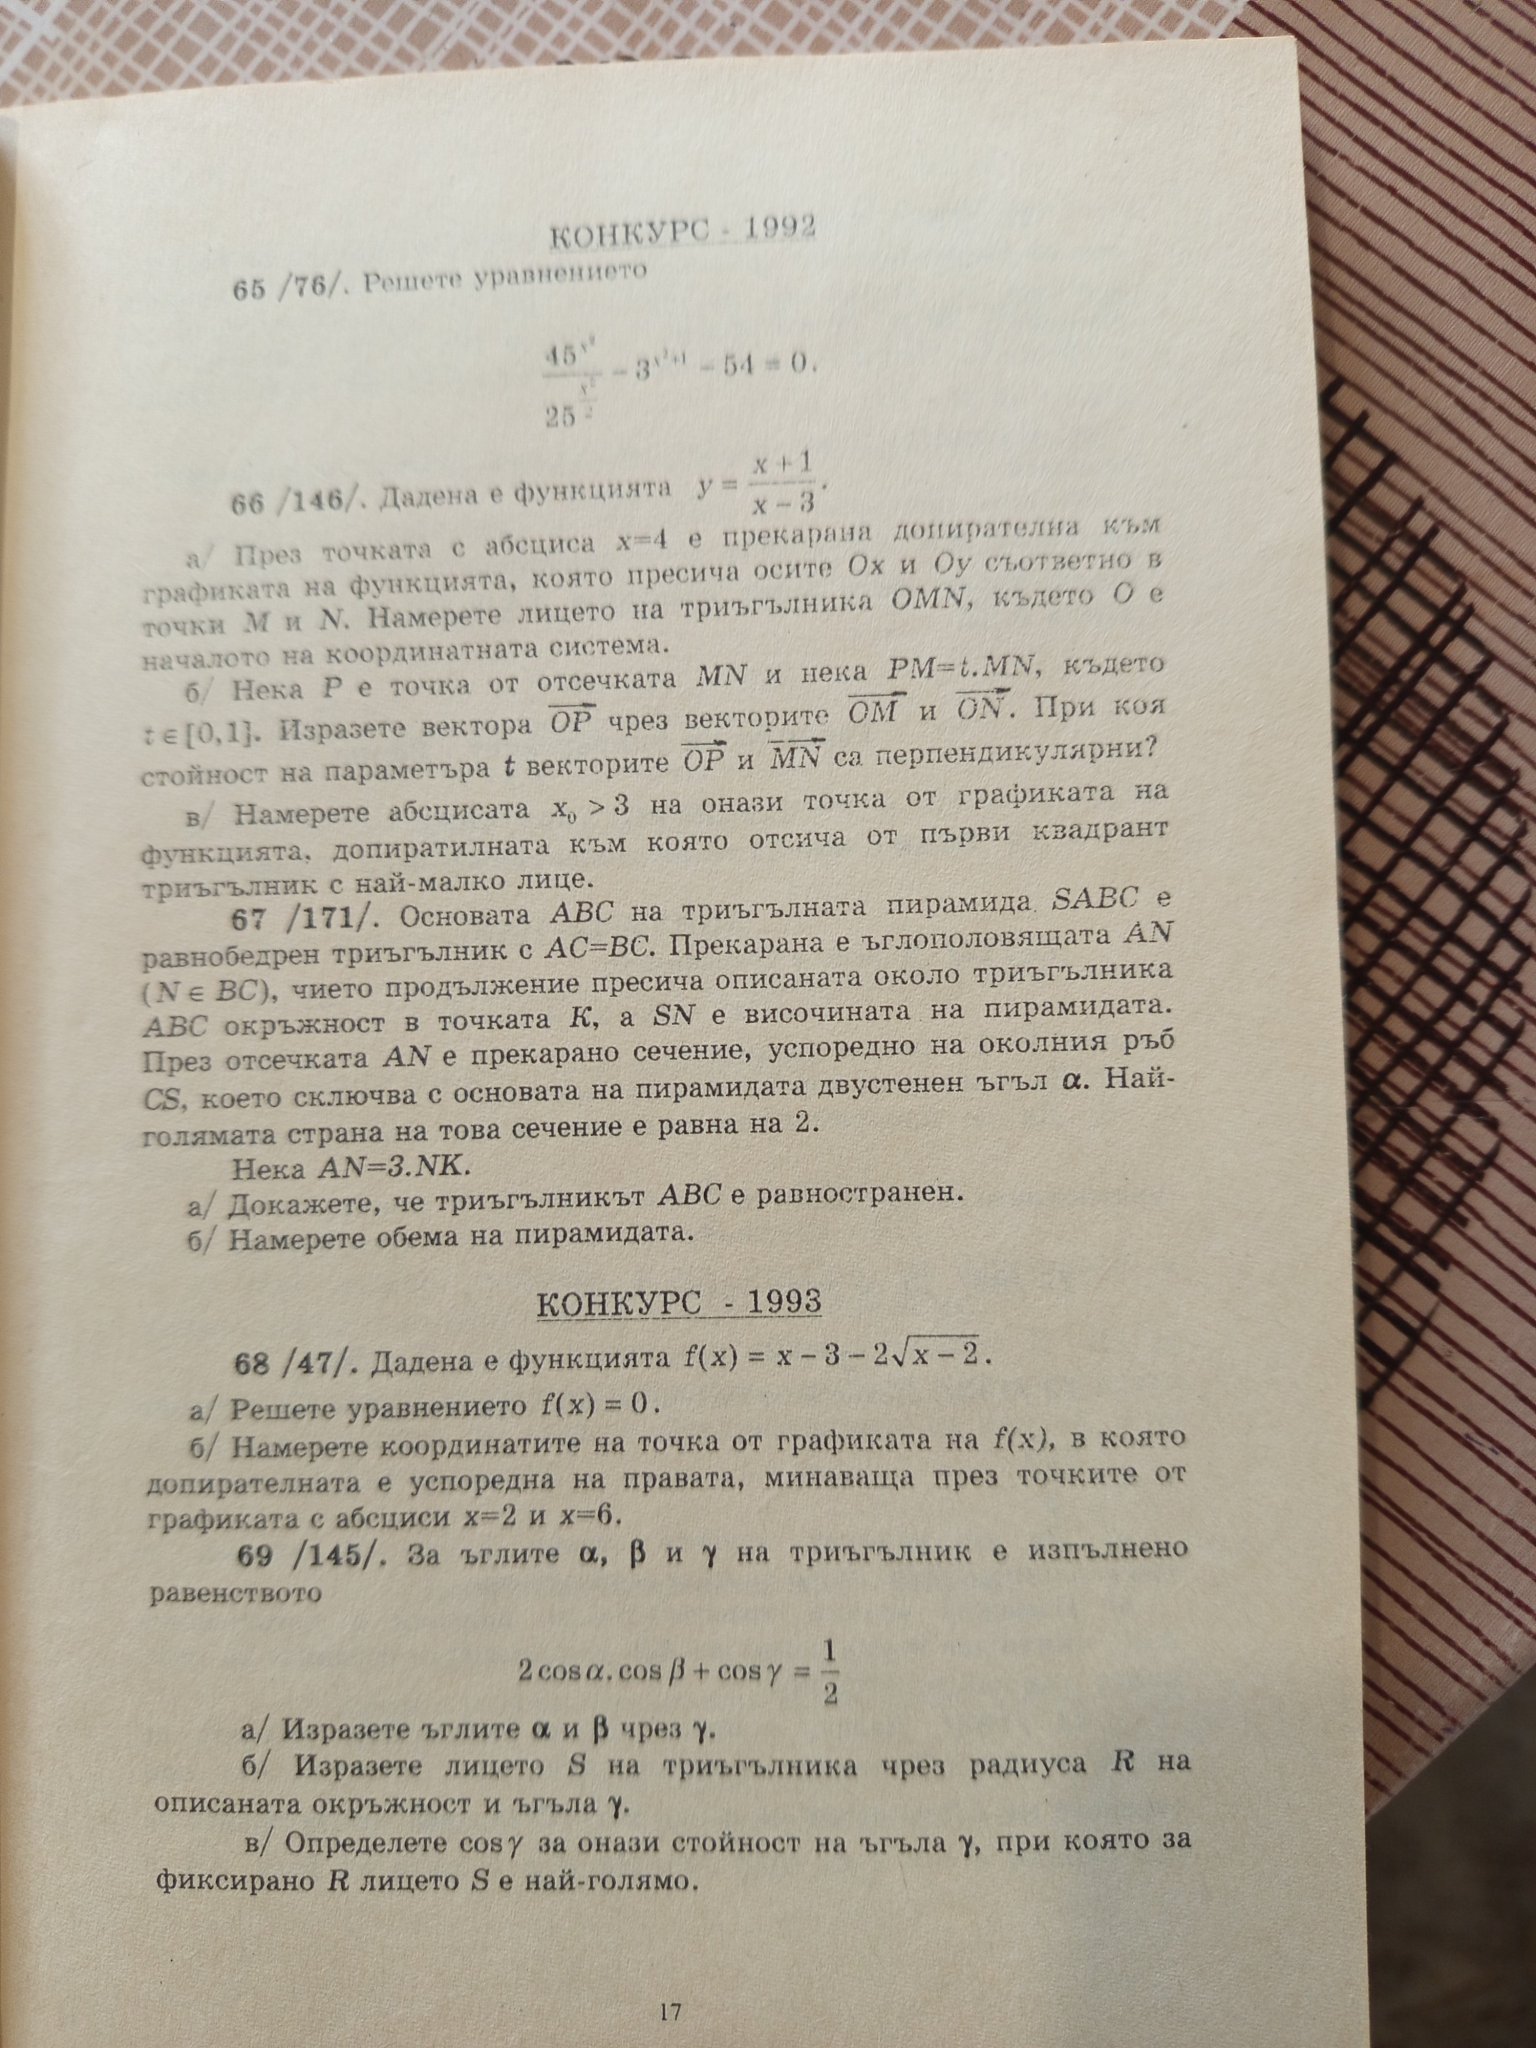 КОНКУРС - 1992
65 /76/. Решете уравнението
45^{x²} / 25^{x²/2} − 3^{x²+1} − 54 = 0.
66 /146/. Дадена е функцията y = (x + 1)/(x − 3).
а/ През точката с абсциса x=4 е прекарана допирателна към
графиката на функцията, която пресича осите Ox и Oy съответно в
точки M и N. Намерете лицето на триъгълника OMN, където O е
началото на координатната система.
б/ Нека P е точка от отсечката MN и нека PM=t.MN, където
t ∈ [0,1]. Изразете вектора OP→ чрез векторите OM→ и ON→. При коя
стойност на параметъра t векторите OP→ и MN→ са перпендикулярни?
в/ Намерете абсцисата x₀ > 3 на онази точка от графиката на
функцията, допиратилната към която отсича от първи квадрант
триъгълник с най-малко лице.
67 /171/. Основата ABC на триъгълната пирамида SABC е
равнобедрен триъгълник с AC=BC. Прекарана е ъглополовящата AN
(N ∈ BC), чието продължение пресича описаната около триъгълника
ABC окръжност в точката K, а SN е височината на пирамидата.
През отсечката AN е прекарано сечение, успоредно на околния ръб
CS, което сключва с основата на пирамидата двустенен ъгъл α. Най-
голямата страна на това сечение е равна на 2.
Нека AN=3.NK.
а/ Докажете, че триъгълникът ABC е равностранен.
б/ Намерете обема на пирамидата.
КОНКУРС - 1993
68 /47/. Дадена е функцията f(x) = x − 3 − 2√(x − 2).
а/ Решете уравнението f(x) = 0.
б/ Намерете координатите на точка от графиката на f(x), в която
допирателната е успоредна на правата, минаваща през точките от
графиката с абсциси x=2 и x=6.
69 /145/. За ъглите α, β и γ на триъгълник е изпълнено
равенството
2 cos α. cos β + cos γ = 1/2
а/ Изразете ъглите α и β чрез γ.
б/ Изразете лицето S на триъгълника чрез радиуса R на
описаната окръжност и ъгъла γ.
в/ Определете cos γ за онази стойност на ъгъла γ, при която за
фиксирано R лицето S е най-голямо.
17